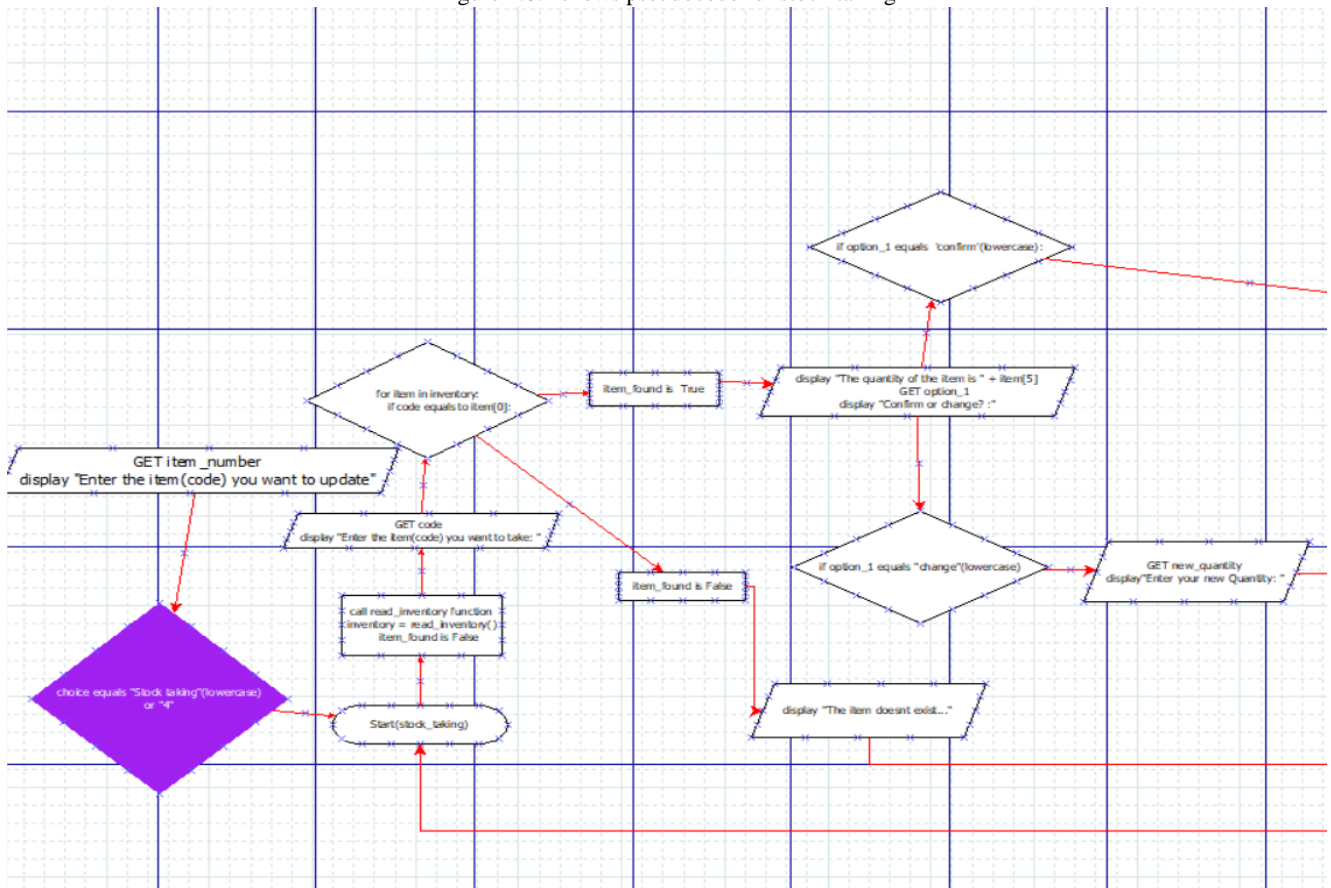 if option_1 equals 'confirm'(lowercase):
for item in inventory:
if code equals to item[0]:
item_found is True
display "The quantity of the item is " + item[5]
GET option_1
display "Confirm or change? :"
GET item_number
display "Enter the item(code) you want to update"
GET code
display "Enter the item(code) you want to take: "
item_found is False
if option_1 equals "change"(lowercase)
GET new_quantity
display"Enter your new Quantity: "
call read_inventory function
inventory = read_inventory()
item_found is False
choice equals "Stock taking"(lowercase)
or "4"
Start(stock_taking)
display "The item doesnt exist..."